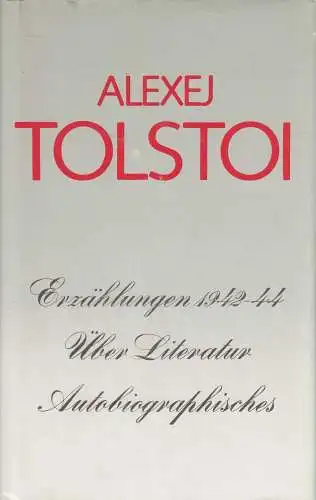 ALEXEJ
TOLSTOI
Erzählungen 1942-44
Über Literatur
Autobiographisches